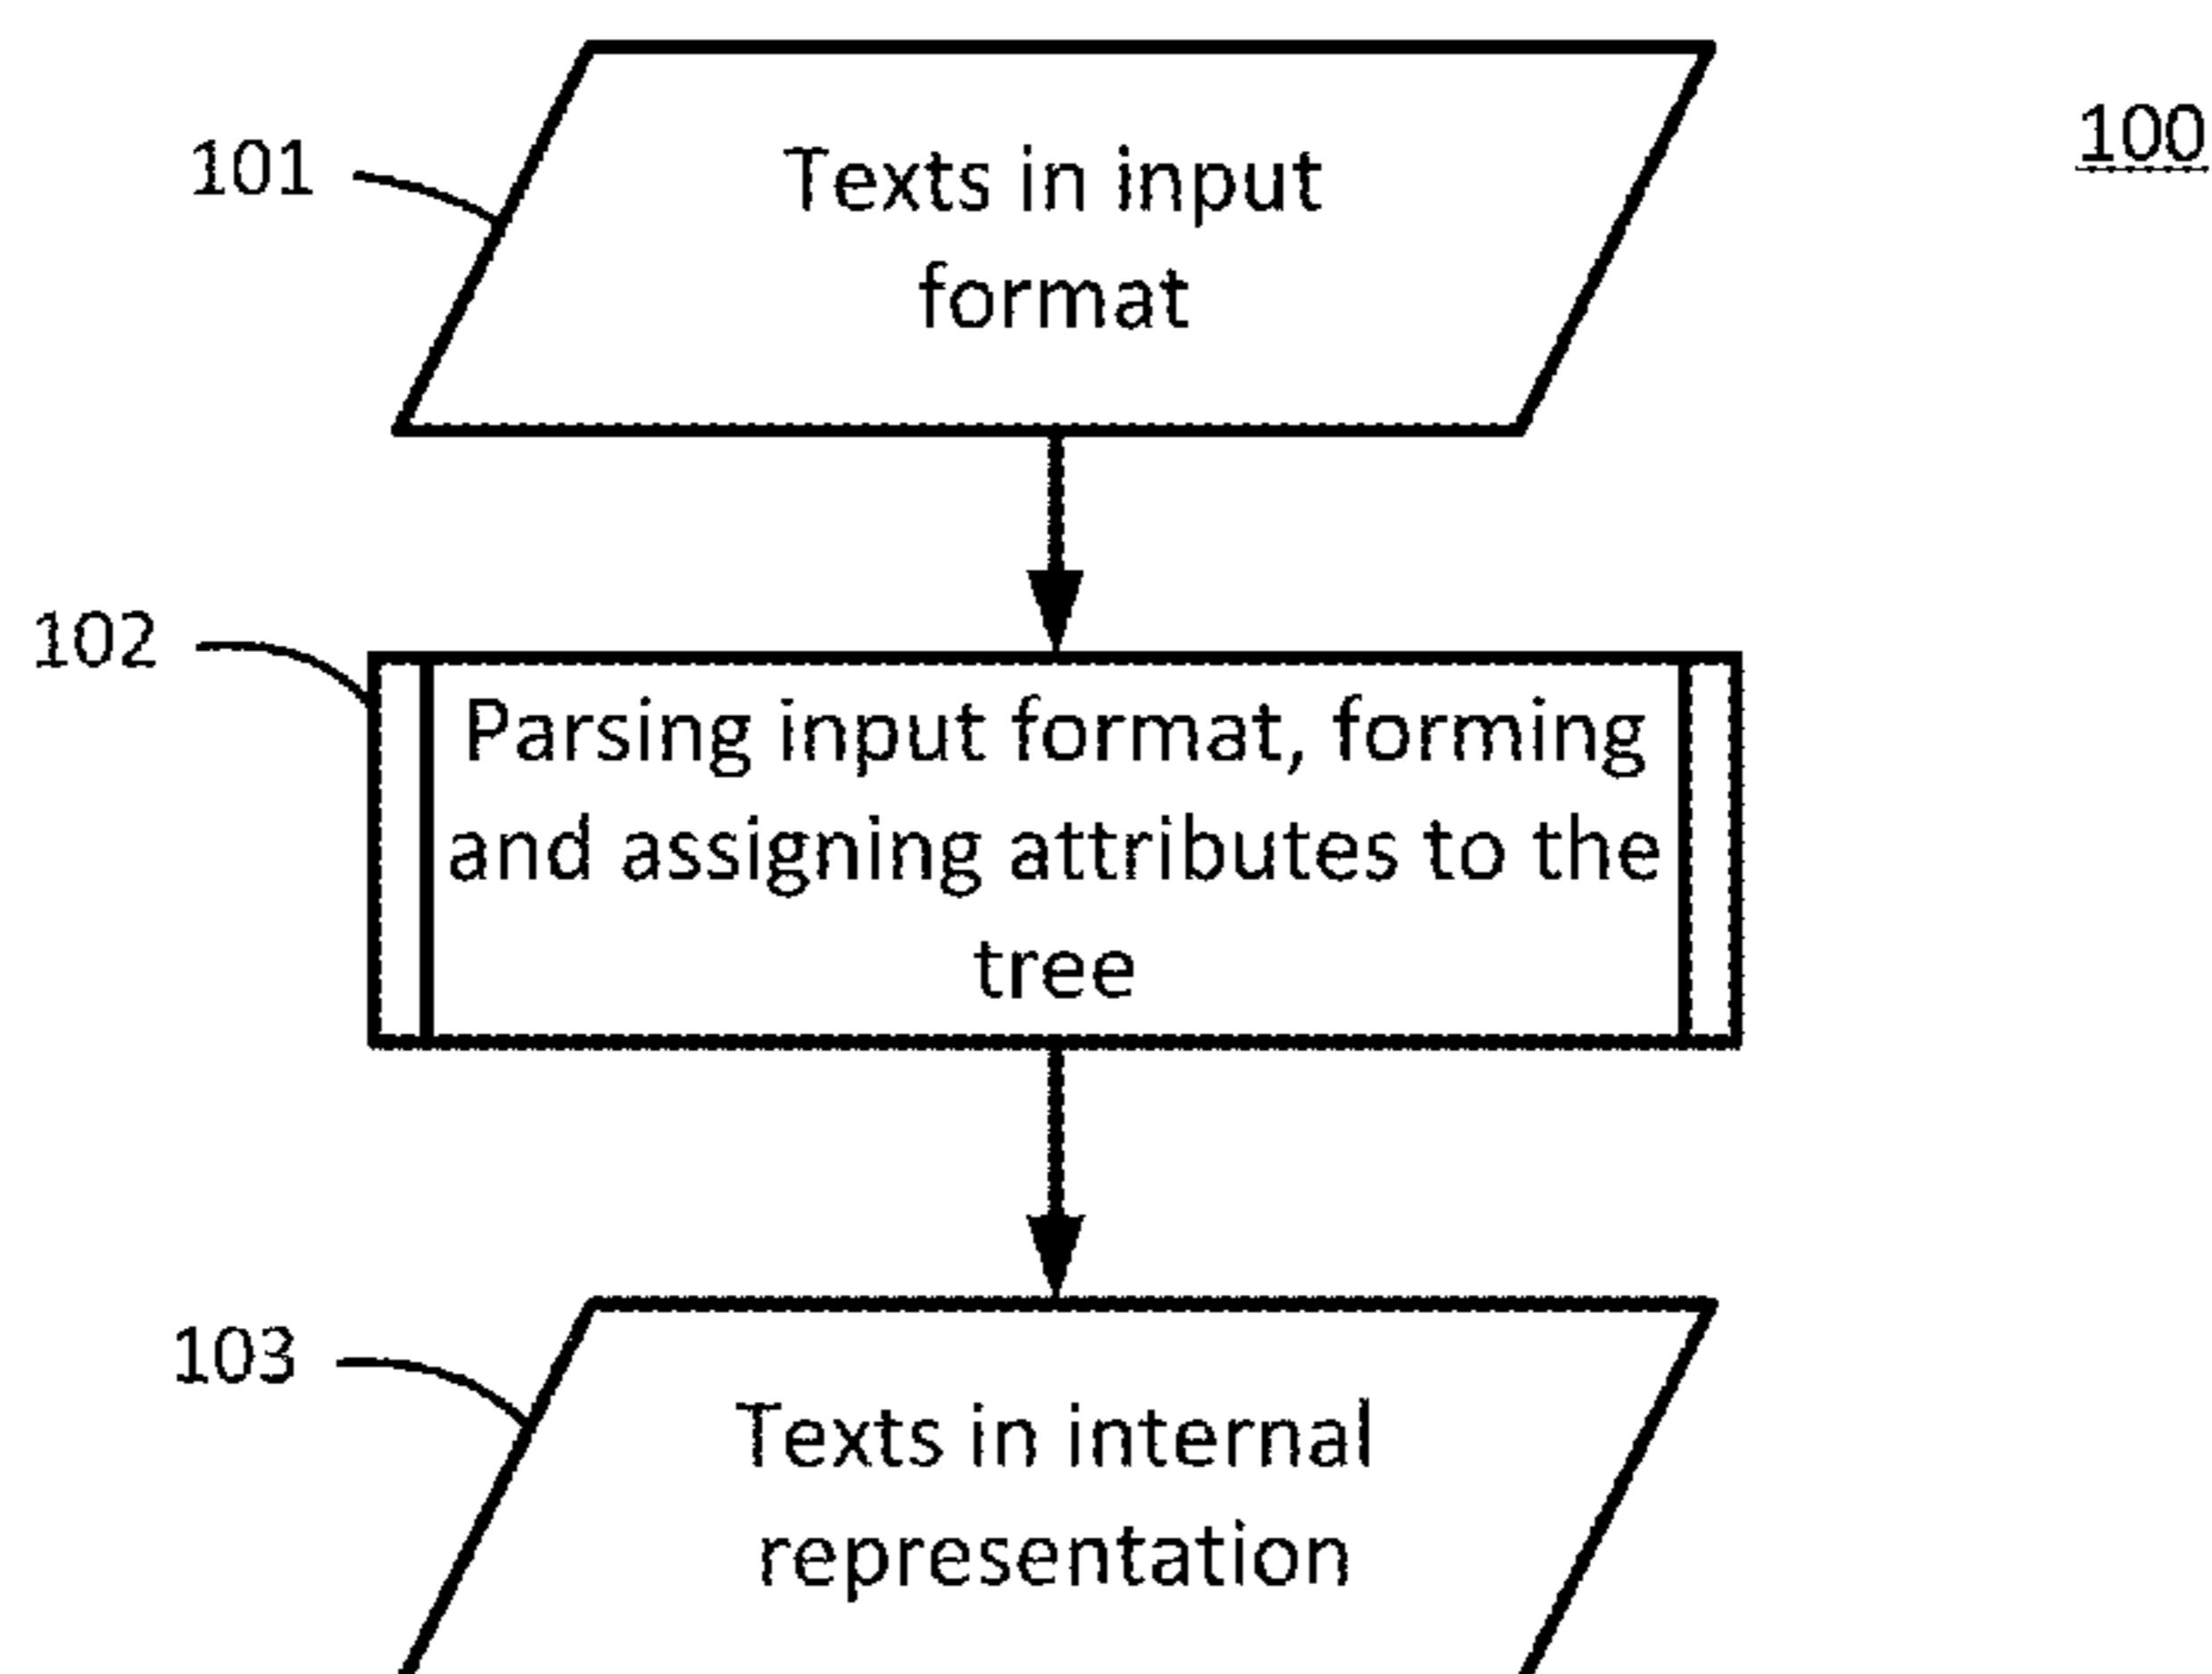 100
101
Texts in input
format
102
Parsing input format, forming
and assigning attributes to the
tree
103
Texts in internal
representation